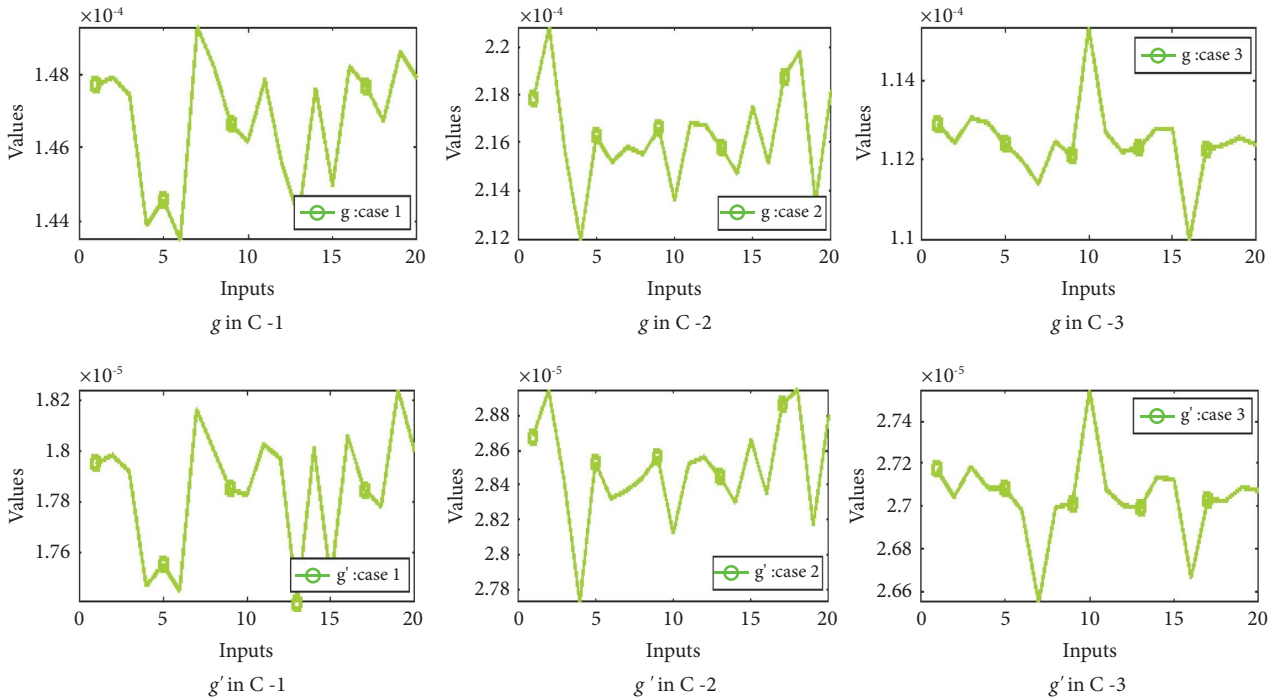 ×10⁻⁴
1.48
1.46
1.44
Values
g :case 1
0 5 10 15 20
Inputs
g in C -1
×10⁻⁴
2.2
2.18
2.16
2.14
2.12
Values
g :case 2
0 5 10 15 20
Inputs
g in C -2
×10⁻⁴
1.14
1.12
1.1
Values
g :case 3
0 5 10 15 20
Inputs
g in C -3
×10⁻⁵
1.82
1.8
1.78
1.76
Values
g' :case 1
0 5 10 15 20
Inputs
g' in C -1
×10⁻⁵
2.88
2.86
2.84
2.82
2.8
2.78
Values
g' :case 2
0 5 10 15 20
Inputs
g ' in C -2
×10⁻⁵
2.74
2.72
2.7
2.68
2.66
Values
g' :case 3
0 5 10 15 20
Inputs
g' in C -3